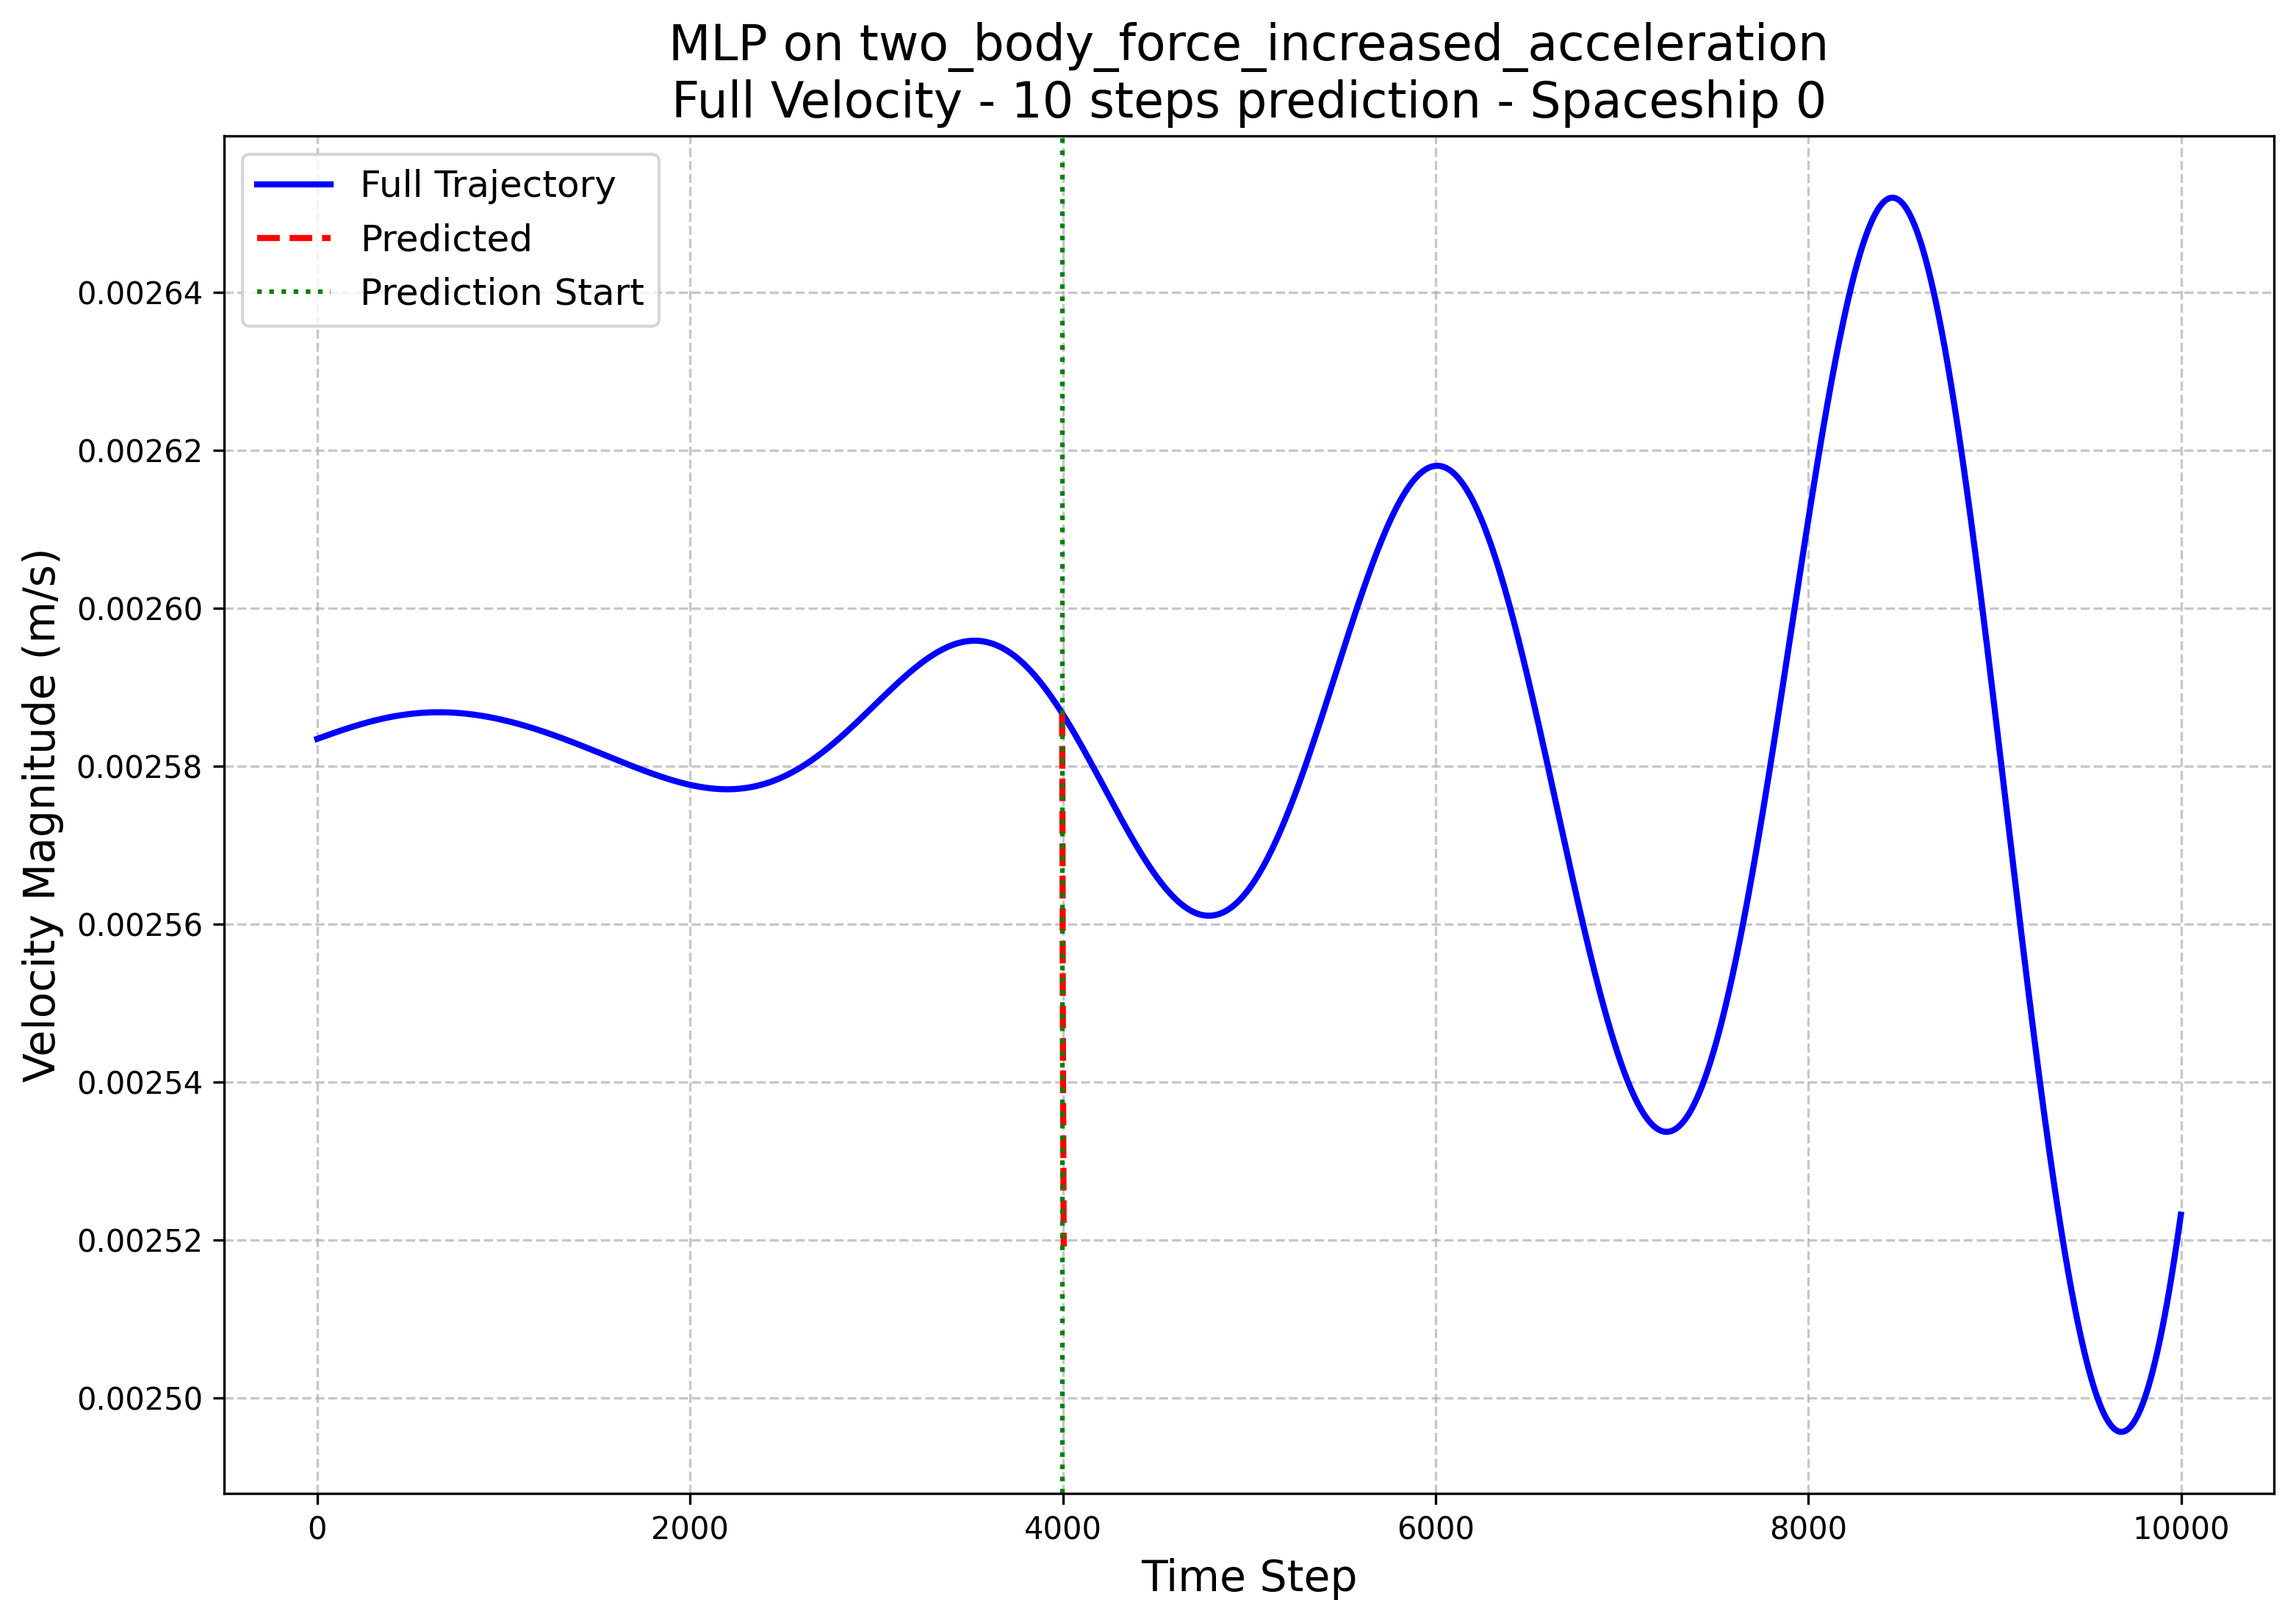 MLP on two_body_force_increased_acceleration
Full Velocity - 10 steps prediction - Spaceship 0
Full Trajectory
Predicted
Prediction Start
Velocity Magnitude (m/s)
0.00264
0.00262
0.00260
0.00258
0.00256
0.00254
0.00252
0.00250
0 2000 4000 6000 8000 10000
Time Step